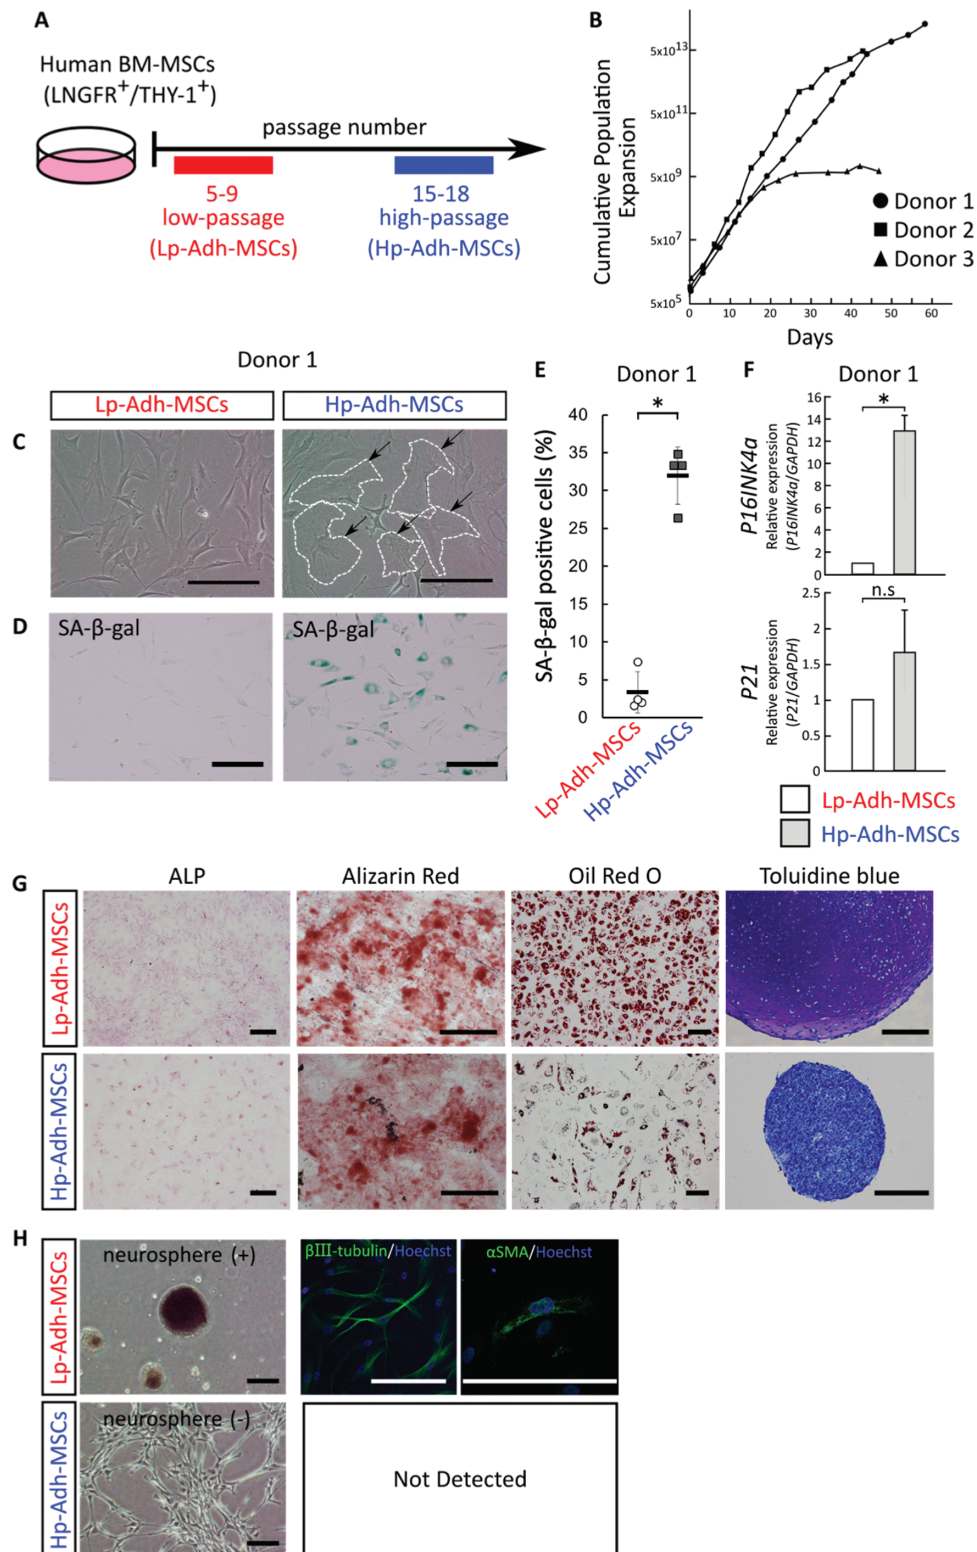 A
Human BM-MSCs
(LNGFR+/THY-1+)
passage number
5-9
low-passage
(Lp-Adh-MSCs)
15-18
high-passage
(Hp-Adh-MSCs)
B
Cumulative Population
Expansion
5x10^13
5x10^11
5x10^9
5x10^7
5x10^5
0 10 20 30 40 50 60
Days
Donor 1
Donor 2
Donor 3
Donor 1
Lp-Adh-MSCs
Hp-Adh-MSCs
C
D
SA-β-gal
SA-β-gal
E
Donor 1
*
SA-β-gal positive cells (%)
40
35
30
25
20
15
10
5
0
Lp-Adh-MSCs
Hp-Adh-MSCs
F
Donor 1
*
P16INK4a
Relative expression
(P16INK4a/GAPDH)
16
14
12
10
8
6
4
2
0
n.s
P21
Relative expression
(P21/GAPDH)
2.5
2
1.5
1
0.5
0
Lp-Adh-MSCs
Hp-Adh-MSCs
G
ALP
Alizarin Red
Oil Red O
Toluidine blue
Lp-Adh-MSCs
Hp-Adh-MSCs
H
Lp-Adh-MSCs
neurosphere (+)
βIII-tubulin/Hoechst
αSMA/Hoechst
Hp-Adh-MSCs
neurosphere (-)
Not Detected